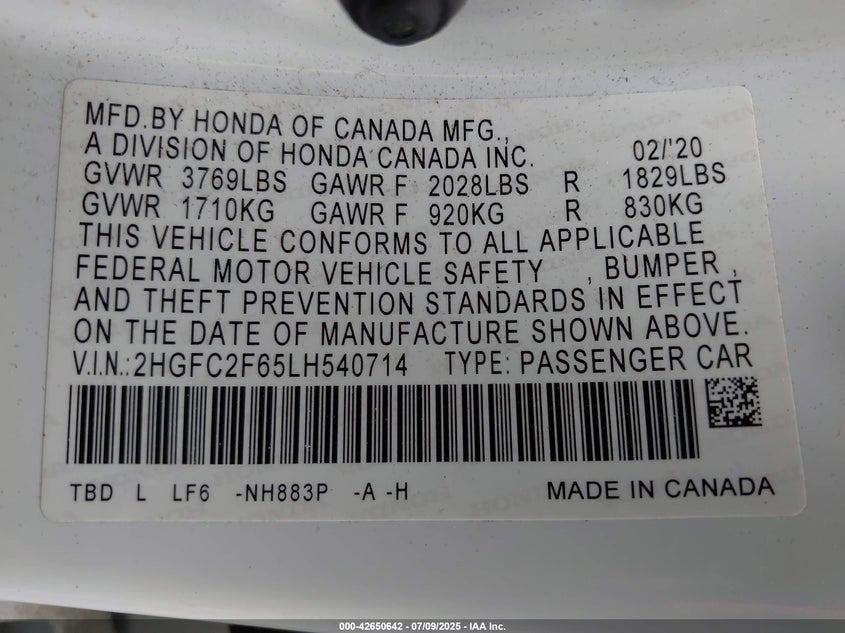 MFD.BY HONDA OF CANADA MFG.,
A DIVISION OF HONDA CANADA INC. 02/'20
GVWR 3769LBS GAWR F 2028LBS R 1829LBS
GVWR 1710KG GAWR F 920KG R 830KG
THIS VEHICLE CONFORMS TO ALL APPLICABLE
FEDERAL MOTOR VEHICLE SAFETY , BUMPER ,
AND THEFT PREVENTION STANDARDS IN EFFECT
ON THE DATE OF MANUFACTURE SHOWN ABOVE.
V.I.N.:2HGFC2F65LH540714 TYPE: PASSENGER CAR
TBD L LF6 -NH883P -A -H MADE IN CANADA
000-42650642 - 07/09/2025 - IAA Inc.